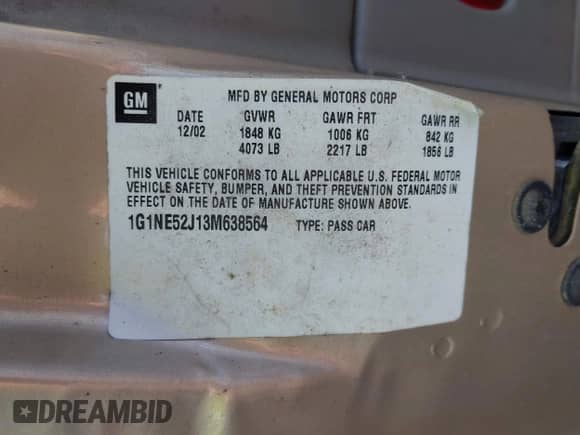 GM
MFD BY GENERAL MOTORS CORP
DATE GVWR GAWR FRT GAWR RR
12/02 1848 KG 1006 KG 842 KG
4073 LB 2217 LB 1856 LB
THIS VEHICLE CONFORMS TO ALL APPLICABLE U.S. FEDERAL MOTOR
VEHICLE SAFETY, BUMPER, AND THEFT PREVENTION STANDARDS IN
EFFECT ON THE DATE OF MANUFACTURE SHOWN ABOVE.
1G1NE52J13M638564 TYPE: PASS CAR
DREAMBID